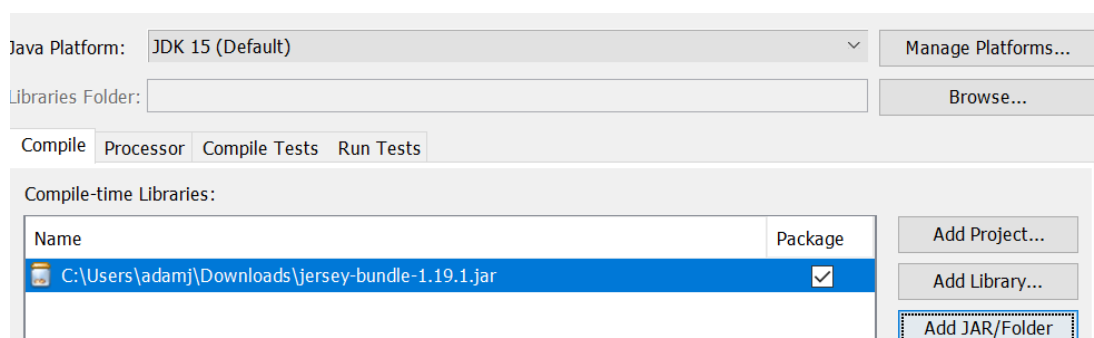 Java Platform: JDK 15 (Default) Manage Platforms...
Libraries Folder: Browse...
Compile Processor Compile Tests Run Tests
Compile-time Libraries:
Name Package Add Project...
C:\Users\adamj\Downloads\jersey-bundle-1.19.1.jar Add Library...
Add JAR/Folder